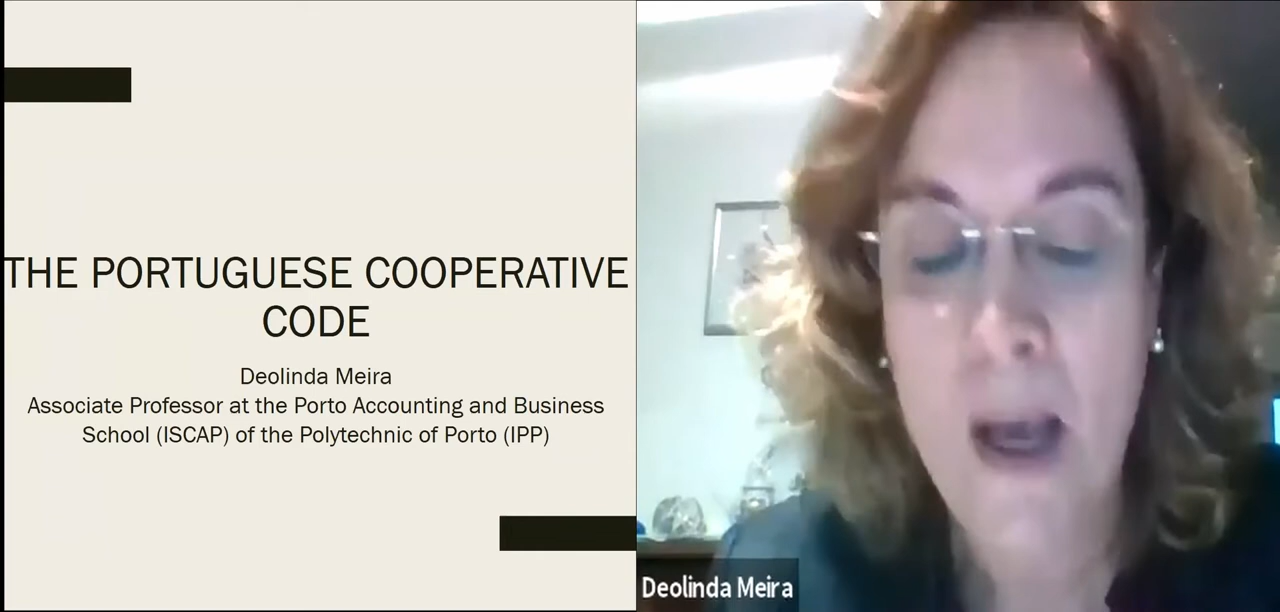 THE PORTUGUESE COOPERATIVE
CODE
Deolinda Meira
Associate Professor at the Porto Accounting and Business
School (ISCAP) of the Polytechnic of Porto (IPP)
Deolinda Meira